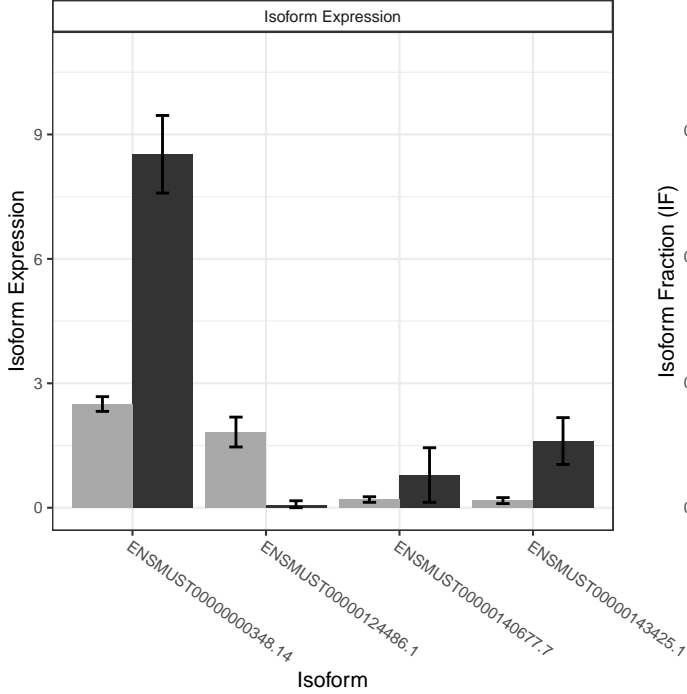 Isoform Expression
Isoform Expression
9
6
3
0
ENSMUST00000000348.14
ENSMUST00000124486.1
ENSMUST00000140677.7
ENSMUST00000143425.1
Isoform
Isoform Fraction (IF)